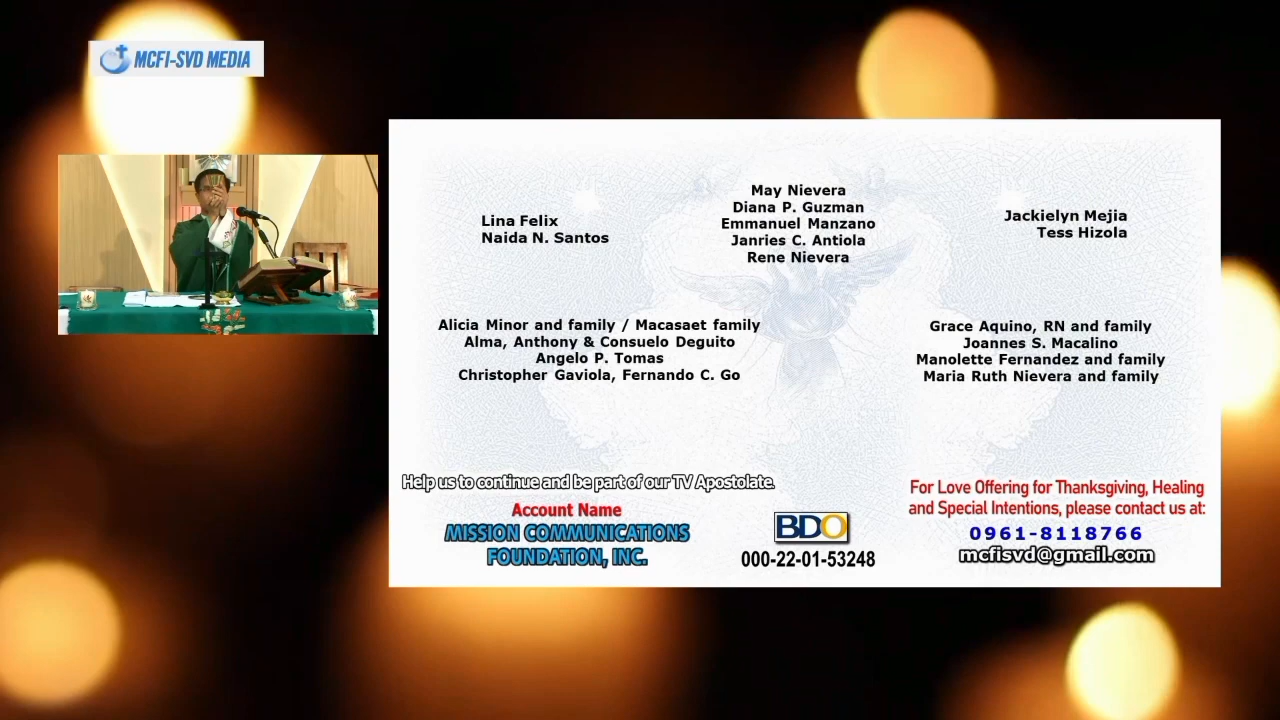 MCFI-SVD MEDIA
Lina Felix
Naida N. Santos
May Nievera
Diana P. Guzman
Emmanuel Manzano
Janries C. Antiola
Rene Nievera
Jackielyn Mejia
Tess Hizola
Alicia Minor and family / Macasaet family
Alma, Anthony & Consuelo Deguito
Angelo P. Tomas
Christopher Gaviola, Fernando C. Go
Grace Aquino, RN and family
Joannes S. Macalino
Manolette Fernandez and family
Maria Ruth Nievera and family
Help us to continue and be part of our TV Apostolate.
Account Name
MISSION COMMUNICATIONS
FOUNDATION, INC.
BDO
000-22-01-53248
For Love Offering for Thanksgiving, Healing
and Special Intentions, please contact us at:
0961-8118766
mcfisvd@gmail.com